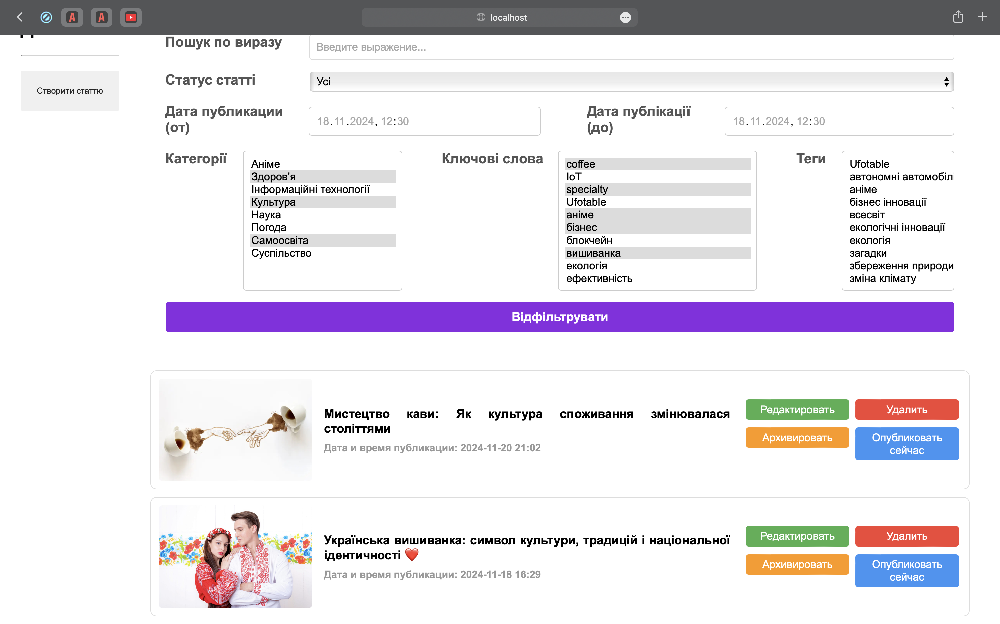 localhost
Пошук по виразу
Введите выражение...
Створити статтю
Статус статті
Усі
Дата публикации
(от)
18.11.2024, 12:30
Дата публікації
(до)
18.11.2024, 12:30
Категорії
Аніме
Здоров’я
Інформаційні технології
Культура
Наука
Погода
Самоосвіта
Суспільство
Ключові слова
coffee
IoT
specialty
Ufotable
аніме
бізнес
блокчейн
вишиванка
екологія
ефективність
Теги
Ufotable
автономні автомобіл
аніме
бізнес інновації
всесвіт
екологічні інновації
екологія
загадки
збереження природи
зміна клімату
Відфільтрувати
Мистецтво кави: Як культура споживання змінювалася
століттями
Дата и время публикации: 2024-11-20 21:02
Редактировать
Удалить
Архивировать
Опубликовать
сейчас
Українська вишиванка: символ культури, традицій і національної
ідентичності ❤️
Дата и время публикации: 2024-11-18 16:29
Редактировать
Удалить
Архивировать
Опубликовать
сейчас